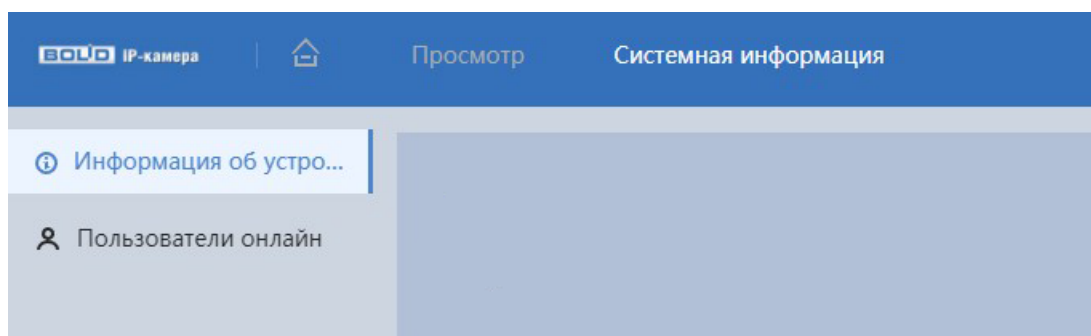 BOLID IP-камера Просмотр Системная информация
Информация об устро...
Пользователи онлайн